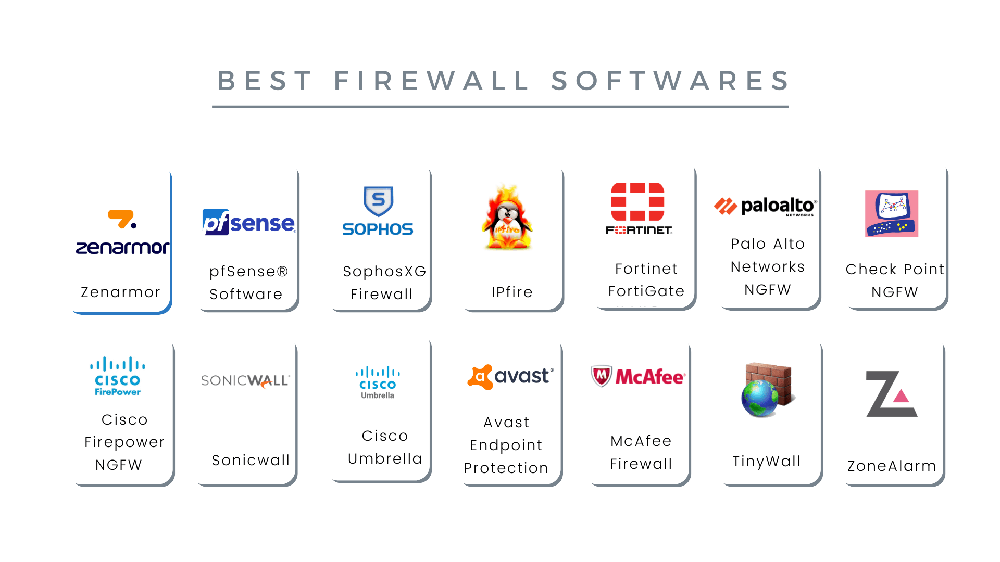 BEST FIREWALL SOFTWARES
zenarmor
Zenarmor
pfsense®
pfSense®
Software
S
SOPHOS
SophosXG
Firewall
IPFire
IPfire
FORTINET®
Fortinet
FortiGate
paloalto®
NETWORKS
Palo Alto
Networks
NGFW
Check Point
NGFW
CISCO
FirePower
Cisco
Firepower
NGFW
SONICWALL®
Sonicwall
CISCO
Umbrella
Cisco
Umbrella
a avast®
Avast
Endpoint
Protection
M McAfee®
McAfee
Firewall
TinyWall
Z
ZoneAlarm